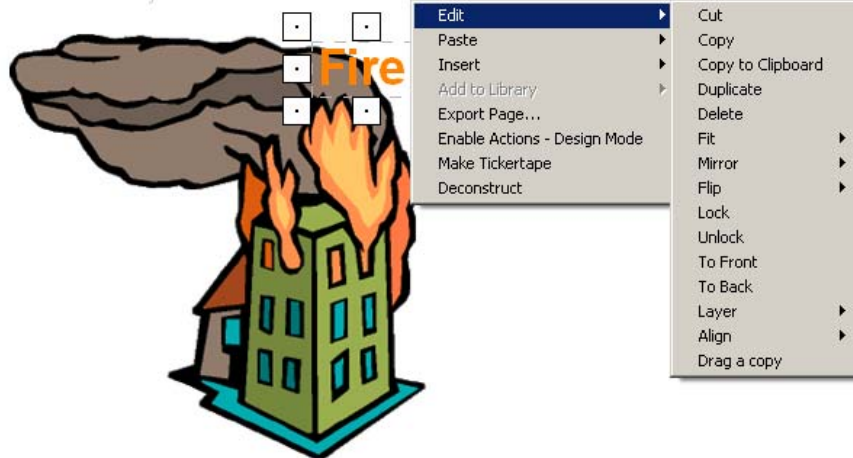 Fire
Edit
Paste
Insert
Add to Library
Export Page...
Enable Actions - Design Mode
Make Tickertape
Deconstruct
Cut
Copy
Copy to Clipboard
Duplicate
Delete
Fit
Mirror
Flip
Lock
Unlock
To Front
To Back
Layer
Align
Drag a copy